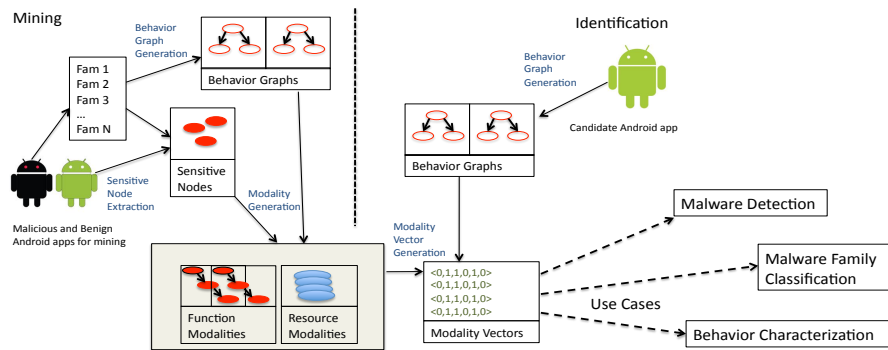 Mining
Identification
Behavior
Graph
Generation
Fam 1
Fam 2
Fam 3
...
Fam N
Behavior Graphs
Behavior
Graph
Generation
Candidate Android app
Sensitive
Nodes
Sensitive
Node
Extraction
Modality
Generation
Malicious and Benign
Android apps for mining
Behavior Graphs
Modality
Vector
Generation
Function
Modalities
Resource
Modalities
<0,1,1,0,1,0>
<0,1,1,0,1,0>
<0,1,1,0,1,0>
<0,1,1,0,1,0>
Modality Vectors
Use Cases
Malware Detection
Malware Family
Classification
Behavior Characterization